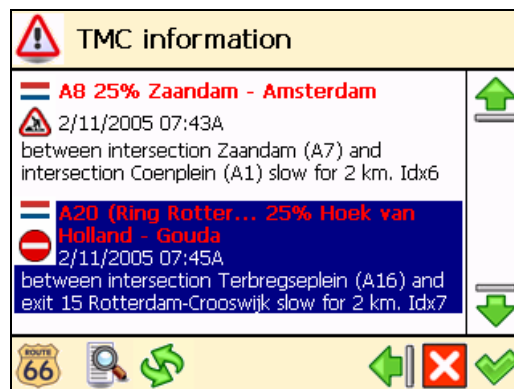 TMC information
A8 25% Zaandam - Amsterdam
2/11/2005 07:43A
between intersection Zaandam (A7) and
intersection Coenplein (A1) slow for 2 km. Idx6
A20 (Ring Rotter... 25% Hoek van
Holland - Gouda
2/11/2005 07:45A
between intersection Terbregseplein (A16) and
exit 15 Rotterdam-Crooswijk slow for 2 km. Idx7
ROUTE
66